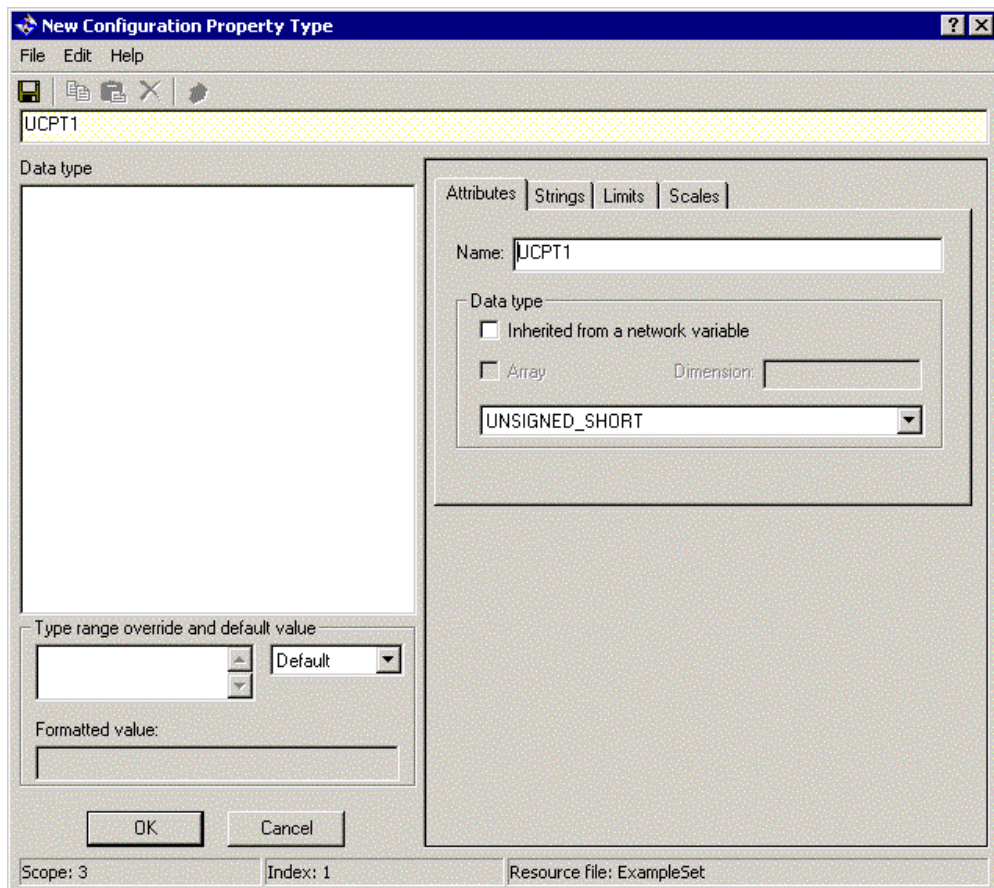 New Configuration Property Type
File Edit Help
UCPT1
Data type
Attributes Strings Limits Scales
Name: UCPT1
Data type
Inherited from a network variable
Array Dimension:
UNSIGNED_SHORT
Type range override and default value
Default
Formatted value:
OK Cancel
Scope: 3 Index: 1 Resource file: ExampleSet